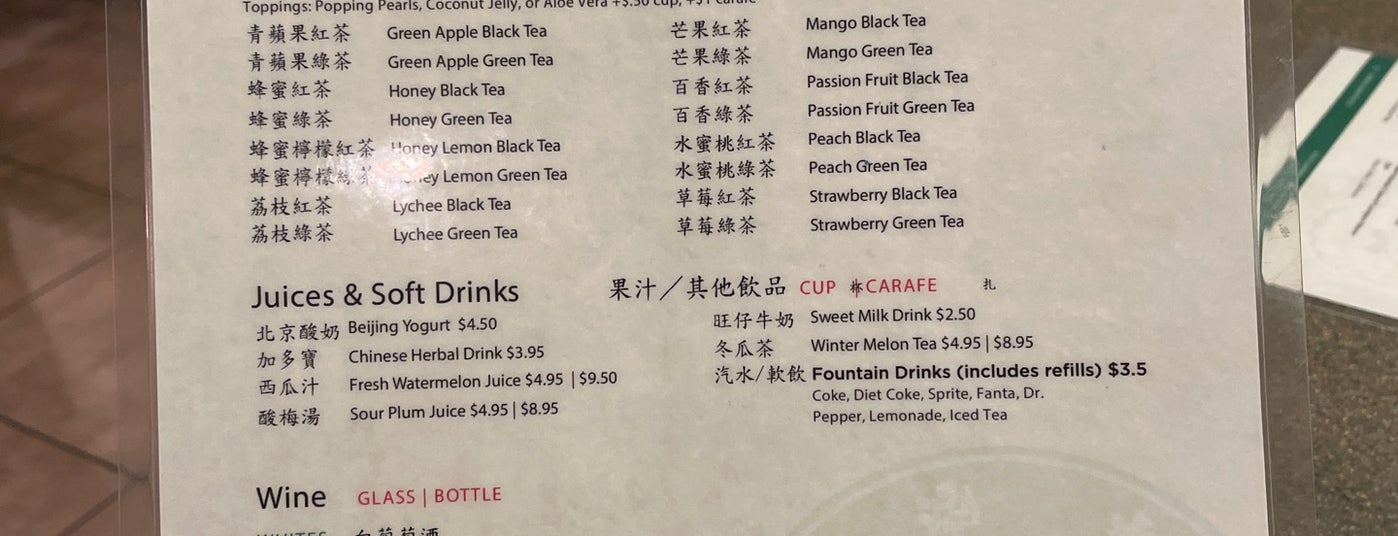 Toppings: Popping Pearls, Coconut Jelly, or Aloe Vera +$.50 cup, +$1 carafe
青蘋果紅茶 Green Apple Black Tea
青蘋果綠茶 Green Apple Green Tea
蜂蜜紅茶 Honey Black Tea
蜂蜜綠茶 Honey Green Tea
蜂蜜檸檬紅茶 Honey Lemon Black Tea
蜂蜜檸檬綠茶 Honey Lemon Green Tea
荔枝紅茶 Lychee Black Tea
荔枝綠茶 Lychee Green Tea
芒果紅茶 Mango Black Tea
芒果綠茶 Mango Green Tea
百香紅茶 Passion Fruit Black Tea
百香綠茶 Passion Fruit Green Tea
水蜜桃紅茶 Peach Black Tea
水蜜桃綠茶 Peach Green Tea
草莓紅茶 Strawberry Black Tea
草莓綠茶 Strawberry Green Tea
Juices & Soft Drinks 果汁／其他飲品 CUP CARAFE 扎
北京酸奶 Beijing Yogurt $4.50
加多寶 Chinese Herbal Drink $3.95
西瓜汁 Fresh Watermelon Juice $4.95 | $9.50
酸梅湯 Sour Plum Juice $4.95 | $8.95
旺仔牛奶 Sweet Milk Drink $2.50
冬瓜茶 Winter Melon Tea $4.95 | $8.95
汽水/軟飲 Fountain Drinks (includes refills) $3.5
Coke, Diet Coke, Sprite, Fanta, Dr.
Pepper, Lemonade, Iced Tea
Wine GLASS | BOTTLE
WHITES 白葡萄酒